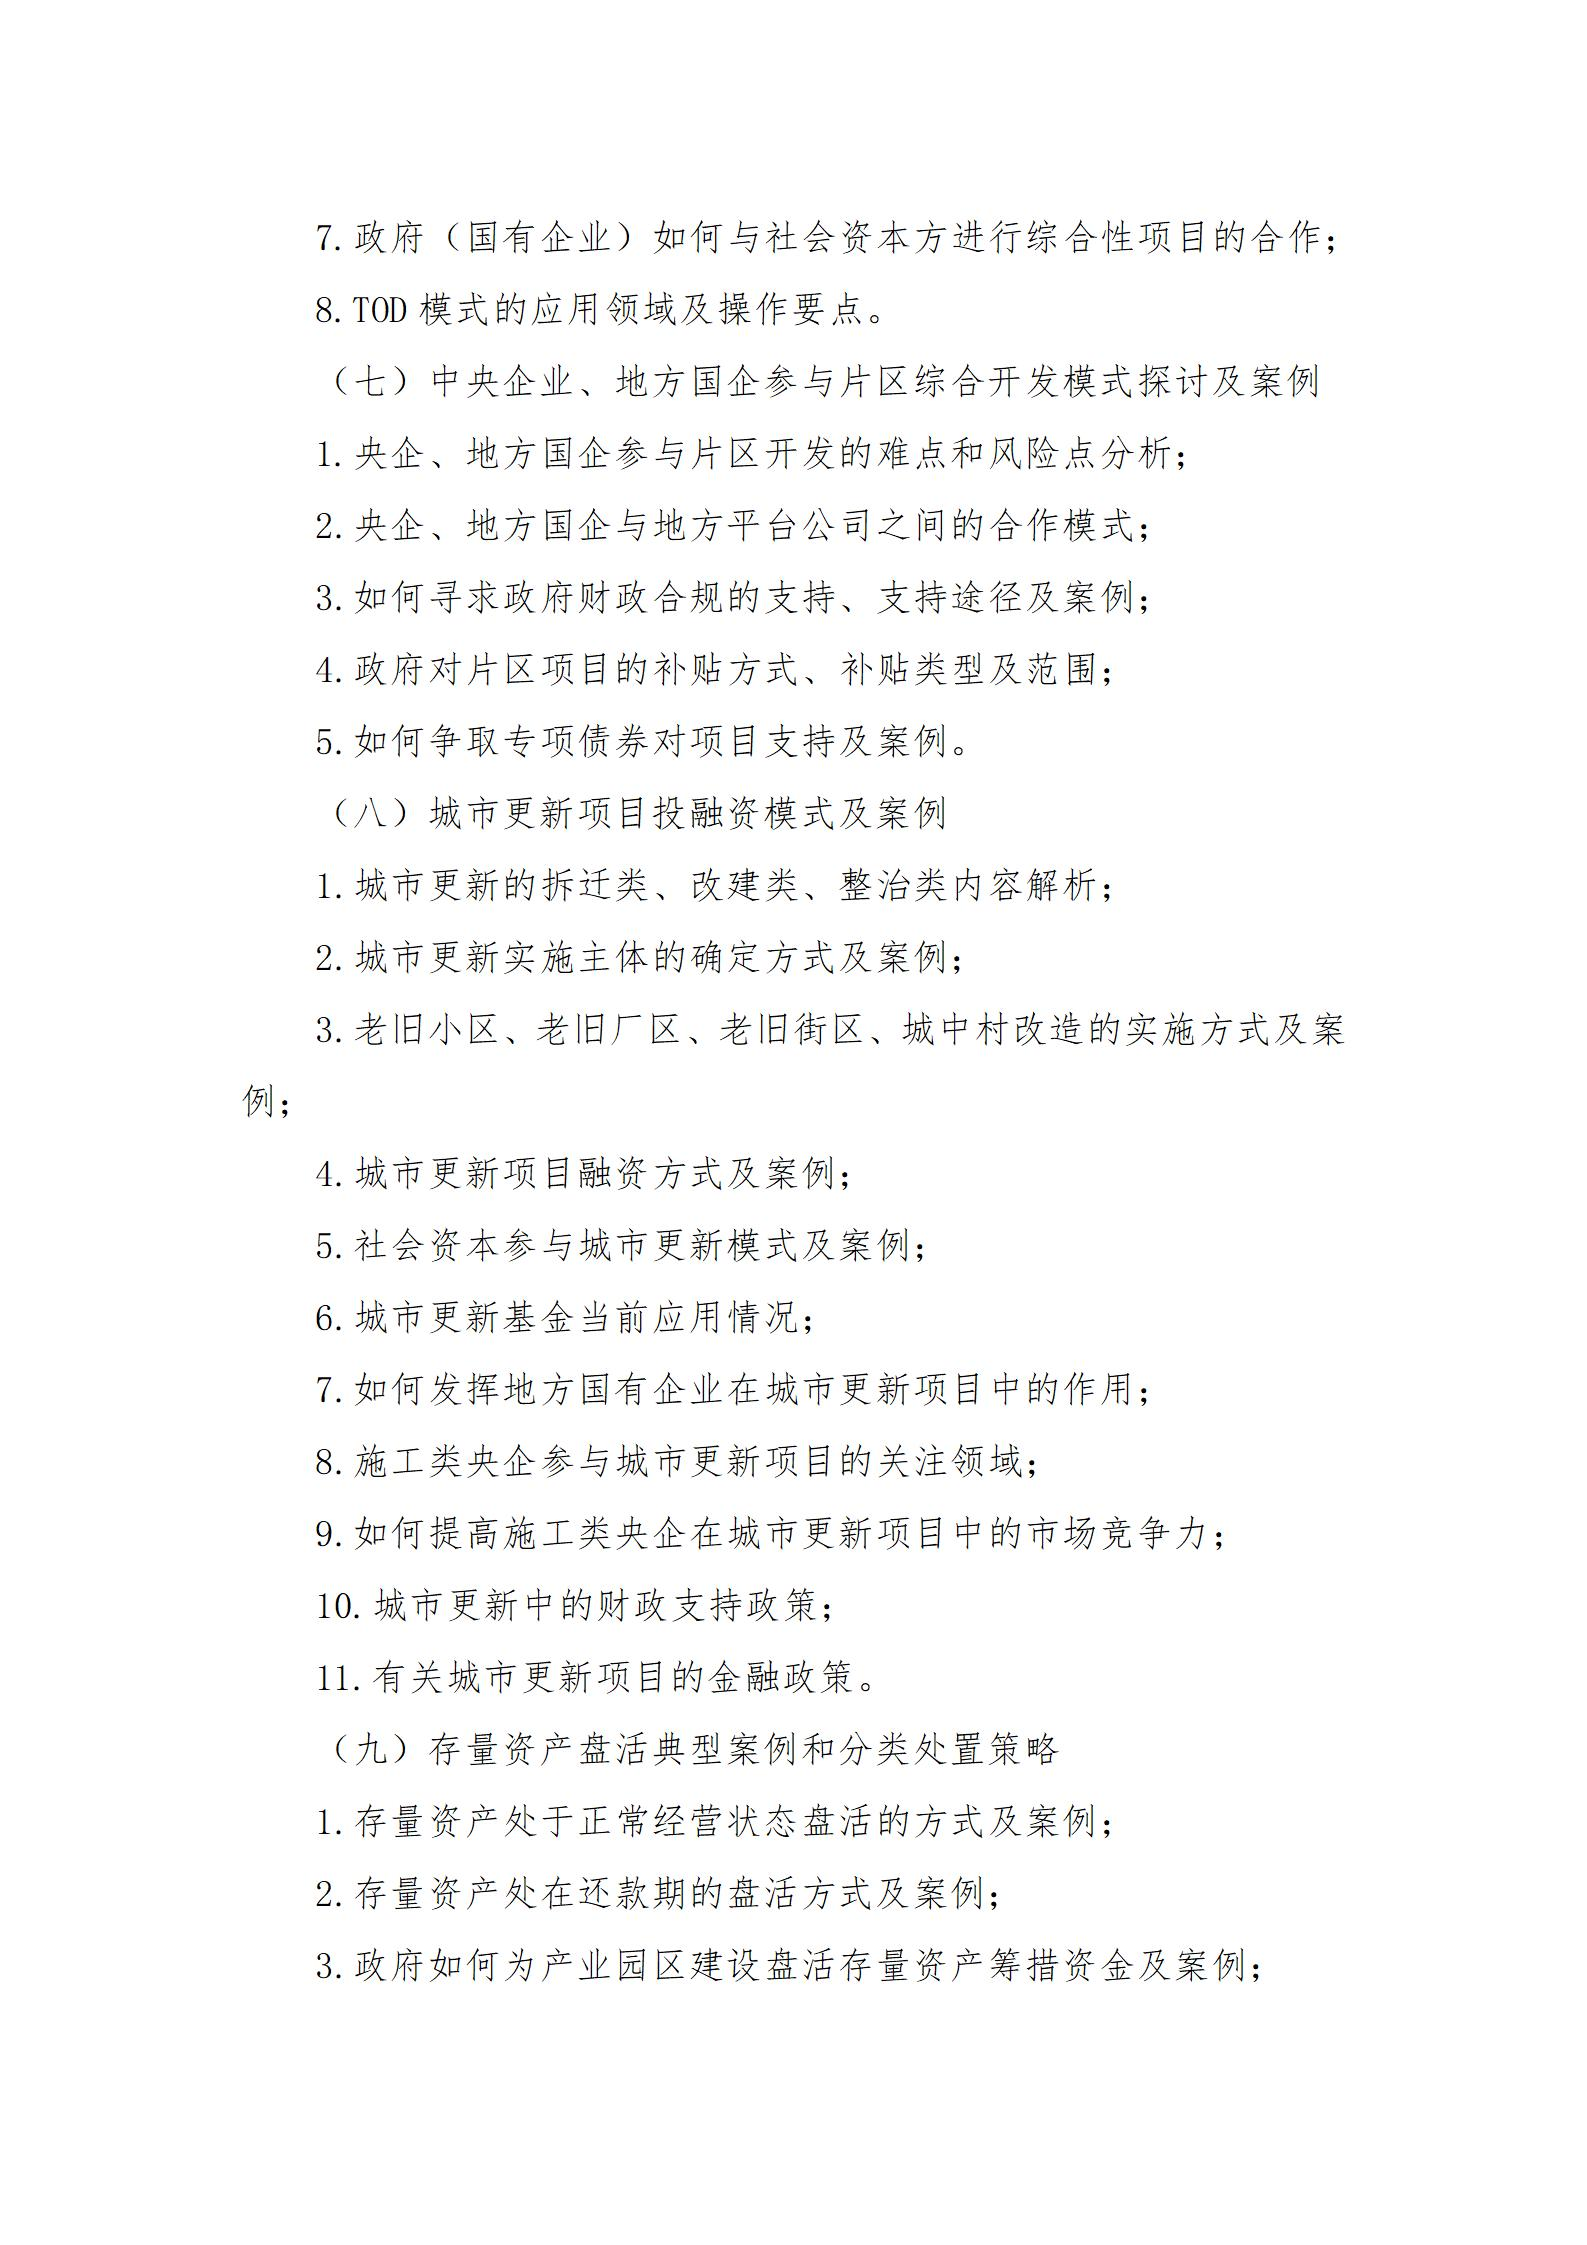 7.政府（国有企业）如何与社会资本方进行综合性项目的合作；
8.TOD 模式的应用领域及操作要点。
（七）中央企业、地方国企参与片区综合开发模式探讨及案例
1.央企、地方国企参与片区开发的难点和风险点分析；
2.央企、地方国企与地方平台公司之间的合作模式；
3.如何寻求政府财政合规的支持、支持途径及案例；
4.政府对片区项目的补贴方式、补贴类型及范围；
5.如何争取专项债券对项目支持及案例。
（八）城市更新项目投融资模式及案例
1.城市更新的拆迁类、改建类、整治类内容解析；
2.城市更新实施主体的确定方式及案例；
3.老旧小区、老旧厂区、老旧街区、城中村改造的实施方式及案
例；
4.城市更新项目融资方式及案例；
5.社会资本参与城市更新模式及案例；
6.城市更新基金当前应用情况；
7.如何发挥地方国有企业在城市更新项目中的作用；
8.施工类央企参与城市更新项目的关注领域；
9.如何提高施工类央企在城市更新项目中的市场竞争力；
10.城市更新中的财政支持政策；
11.有关城市更新项目的金融政策。
（九）存量资产盘活典型案例和分类处置策略
1.存量资产处于正常经营状态盘活的方式及案例；
2.存量资产处在还款期的盘活方式及案例；
3.政府如何为产业园区建设盘活存量资产筹措资金及案例；